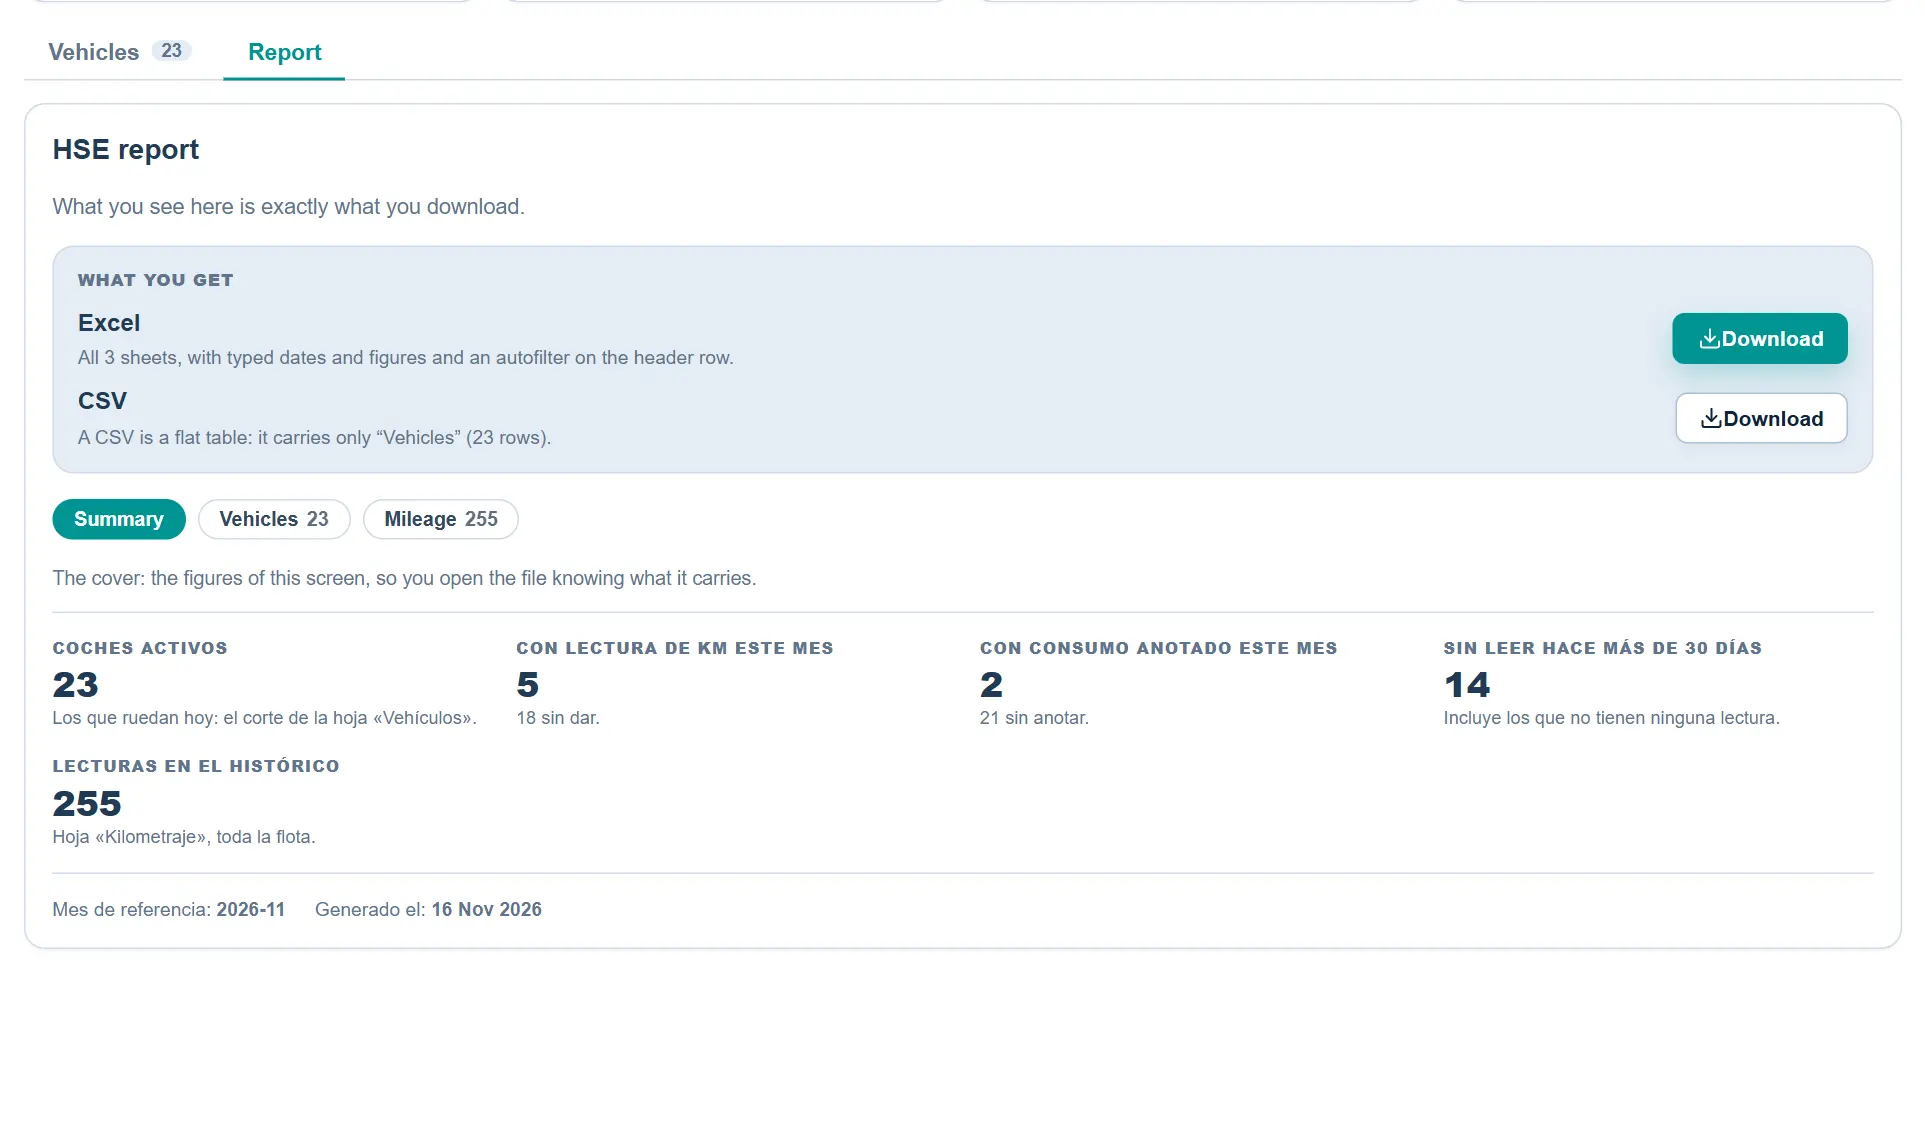 Vehicles 23 Report
HSE report
What you see here is exactly what you download.
WHAT YOU GET
Excel
All 3 sheets, with typed dates and figures and an autofilter on the header row.
Download
CSV
A CSV is a flat table: it carries only “Vehicles” (23 rows).
Download
Summary Vehicles 23 Mileage 255
The cover: the figures of this screen, so you open the file knowing what it carries.
COCHES ACTIVOS
23
Los que ruedan hoy: el corte de la hoja «Vehículos».
CON LECTURA DE KM ESTE MES
5
18 sin dar.
CON CONSUMO ANOTADO ESTE MES
2
21 sin anotar.
SIN LEER HACE MÁS DE 30 DÍAS
14
Incluye los que no tienen ninguna lectura.
LECTURAS EN EL HISTÓRICO
255
Hoja «Kilometraje», toda la flota.
Mes de referencia: 2026-11 Generado el: 16 Nov 2026